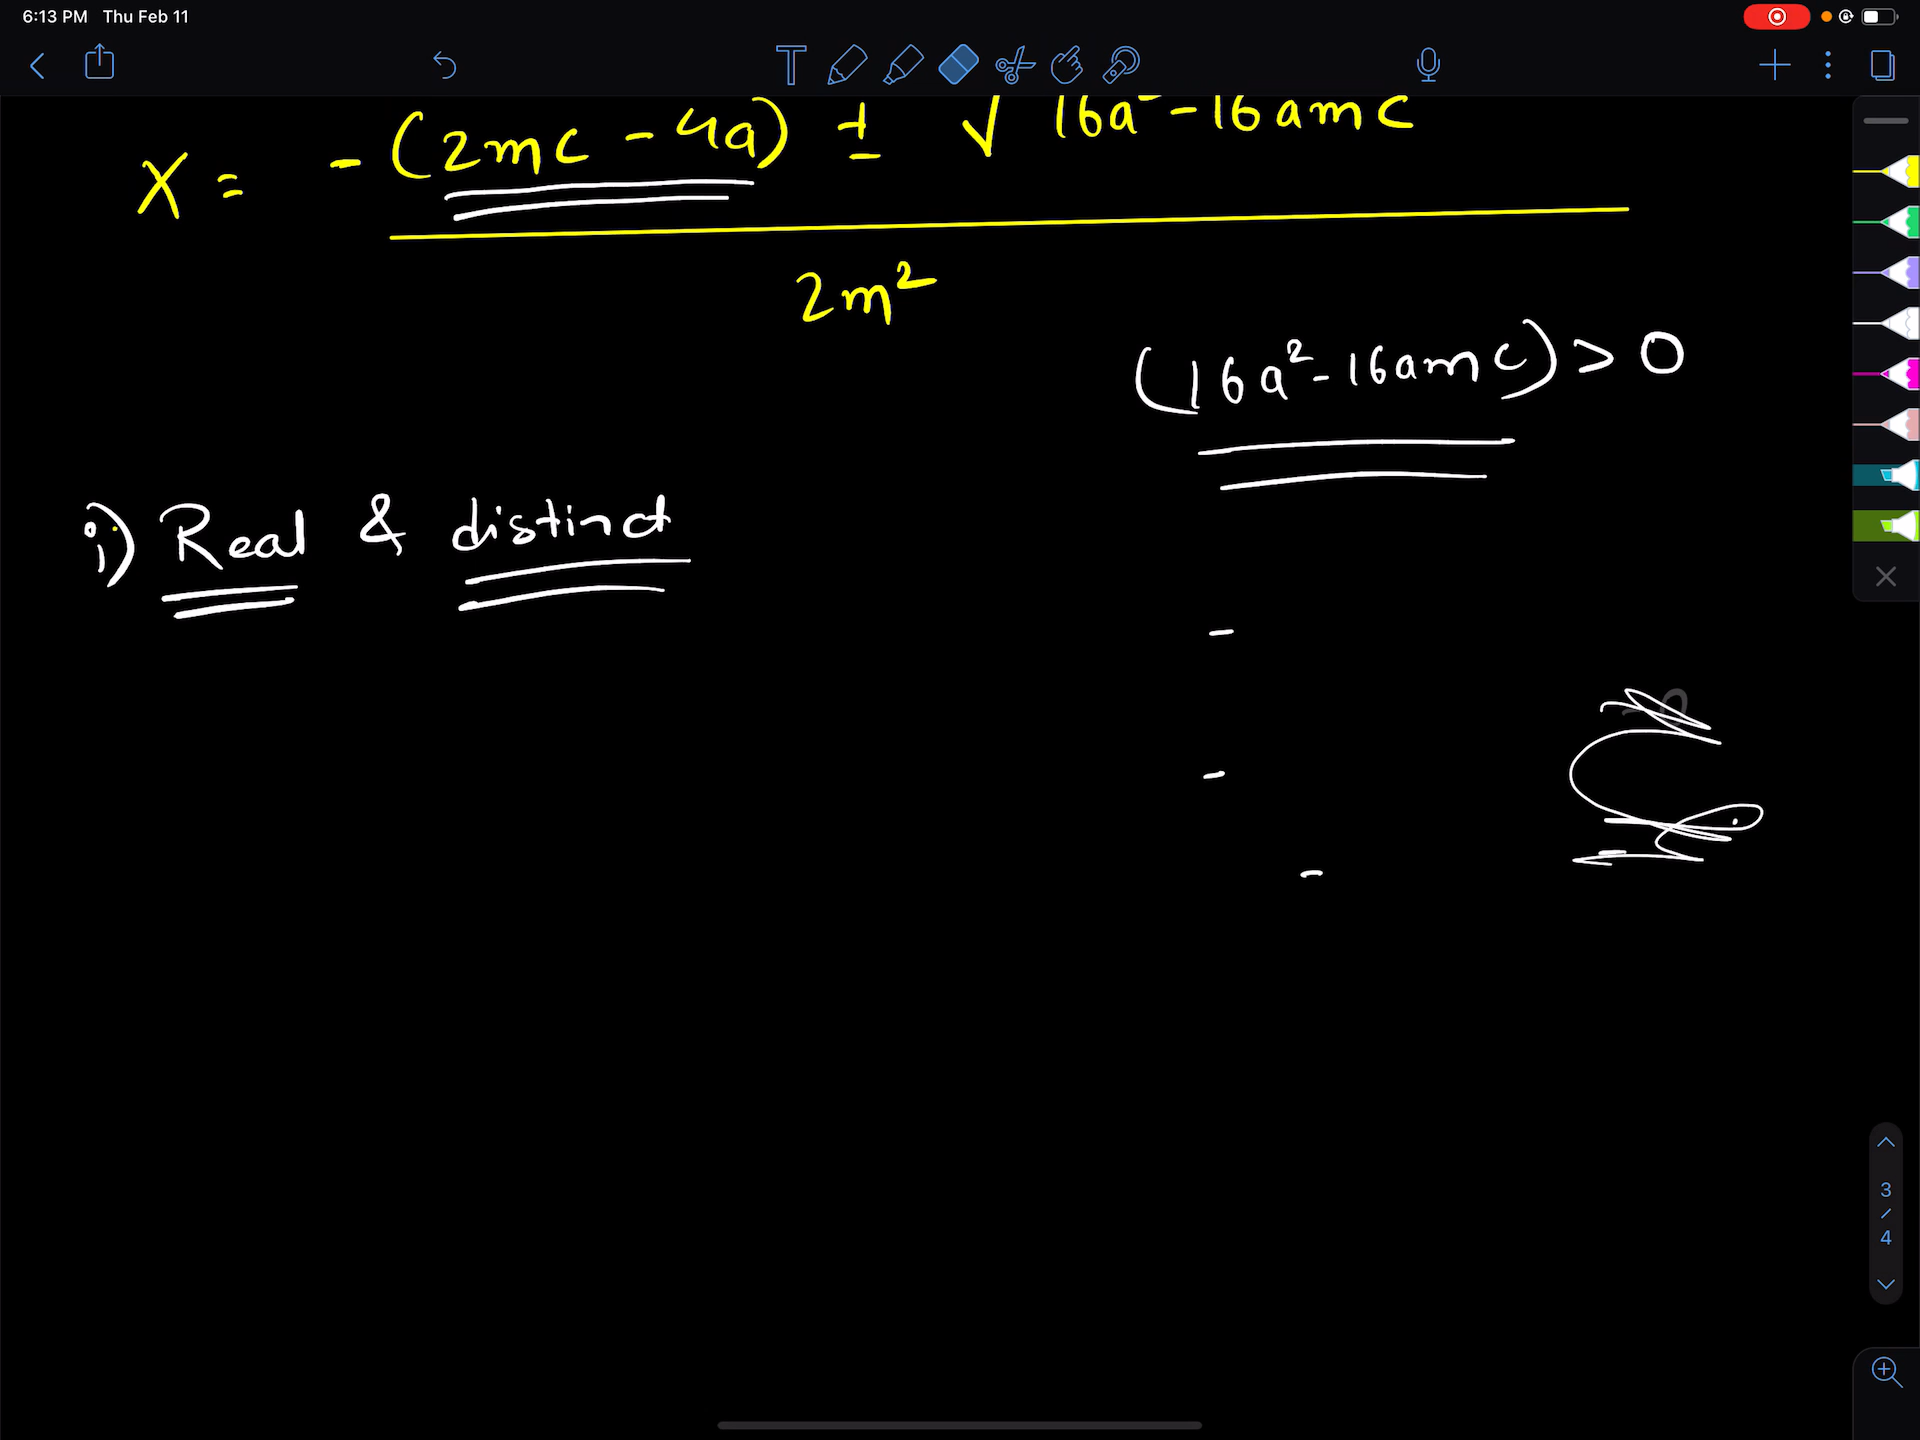 6:13 PM Thu Feb 11
X = -(2mc - 4a) ± √ 16a² - 16amc
2m²
(16a² - 16amc) > 0
i) Real & distinct
3
/
4